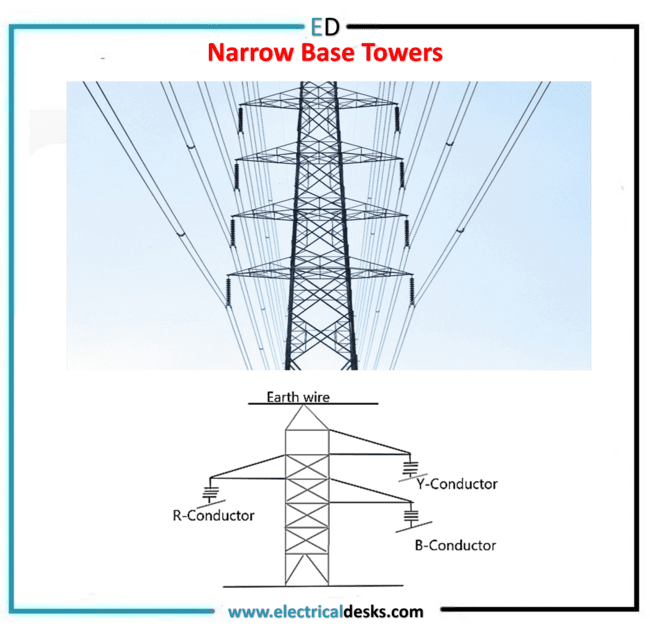 ED
Narrow Base Towers
Earth wire
Y-Conductor
R-Conductor
B-Conductor
www.electricaldesks.com